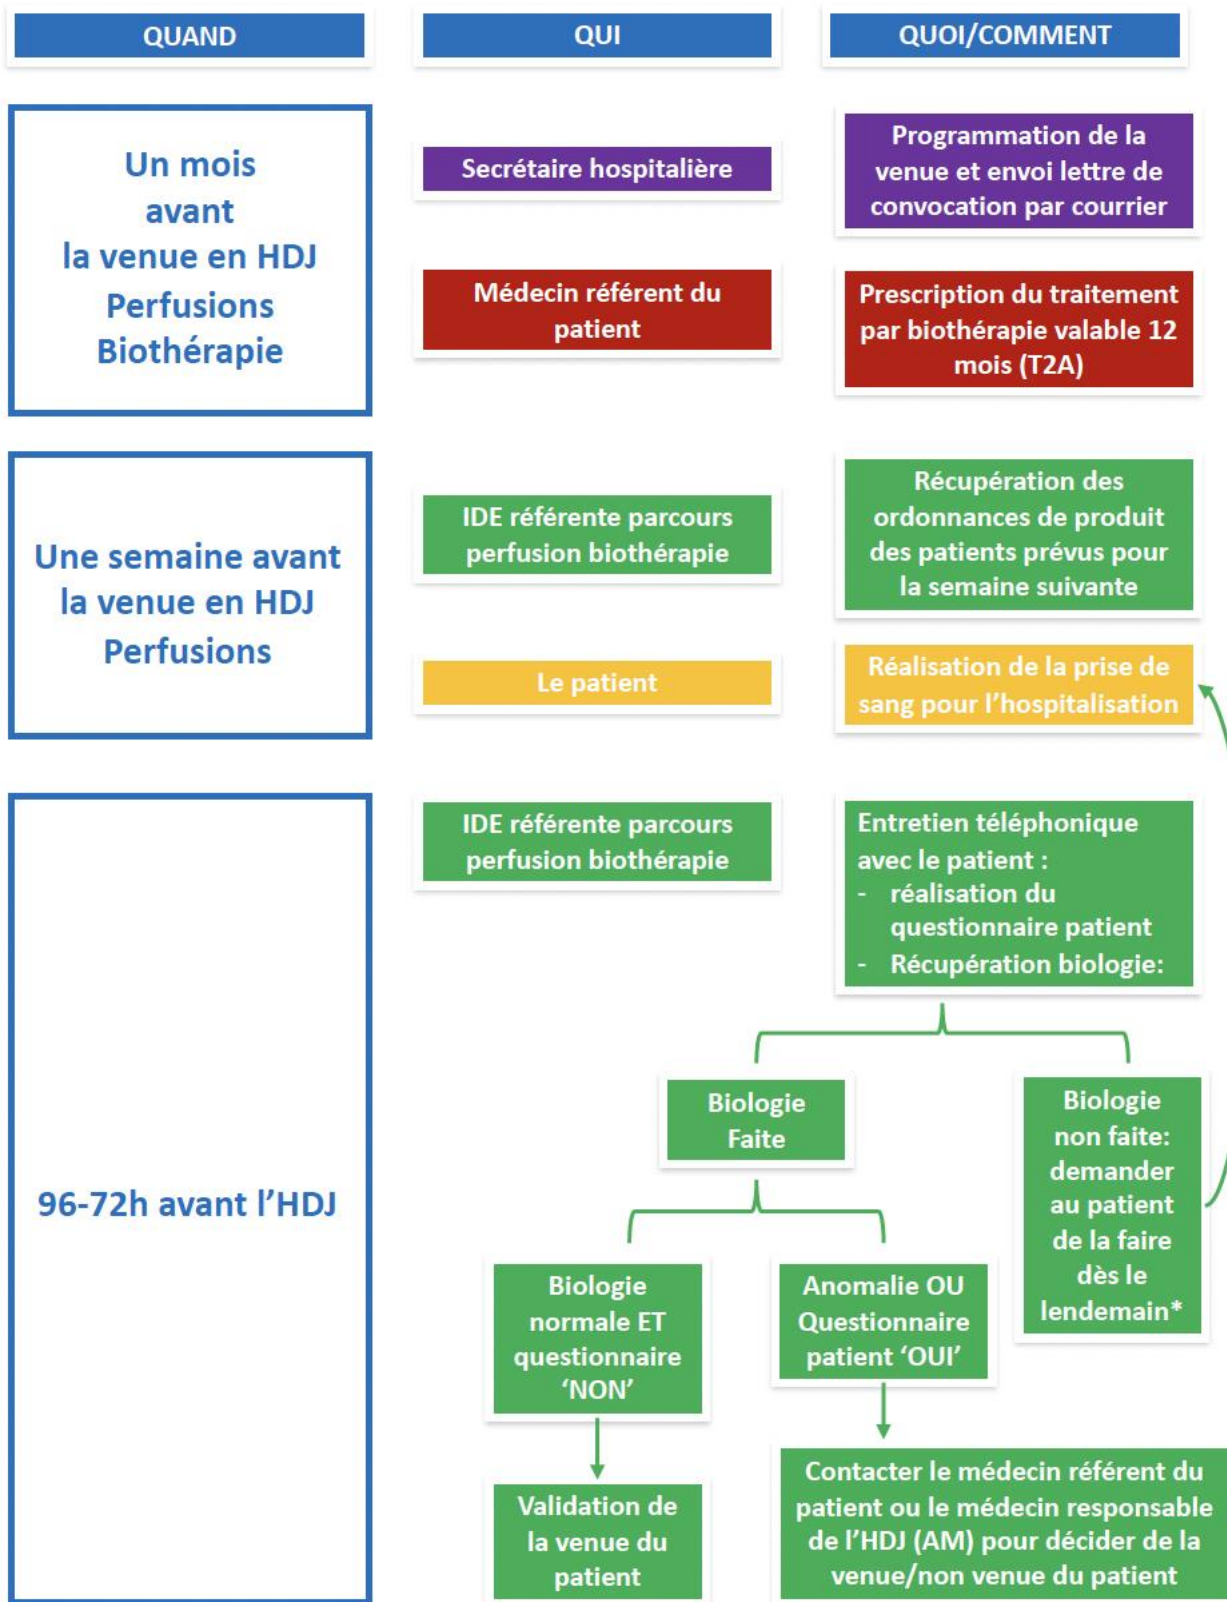 QUAND
QUI
QUOI/COMMENT
Un mois
avant
la venue en HDJ
Perfusions
Biothérapie
Secrétaire hospitalière
Programmation de la
venue et envoi lettre de
convocation par courrier
Médecin référent du
patient
Prescription du traitement
par biothérapie valable 12
mois (T2A)
Une semaine avant
la venue en HDJ
Perfusions
IDE référente parcours
perfusion biothérapie
Récupération des
ordonnances de produit
des patients prévus pour
la semaine suivante
Le patient
Réalisation de la prise de
sang pour l’hospitalisation
96-72h avant l’HDJ
IDE référente parcours
perfusion biothérapie
Entretien téléphonique
avec le patient :
- réalisation du
questionnaire patient
- Récupération biologie:
Biologie
Faite
Biologie
non faite:
demander
au patient
de la faire
dès le
lendemain*
Biologie
normale ET
questionnaire
‘NON’
Anomalie OU
Questionnaire
patient ‘OUI’
Validation de
la venue du
patient
Contacter le médecin référent du
patient ou le médecin responsable
de l’HDJ (AM) pour décider de la
venue/non venue du patient